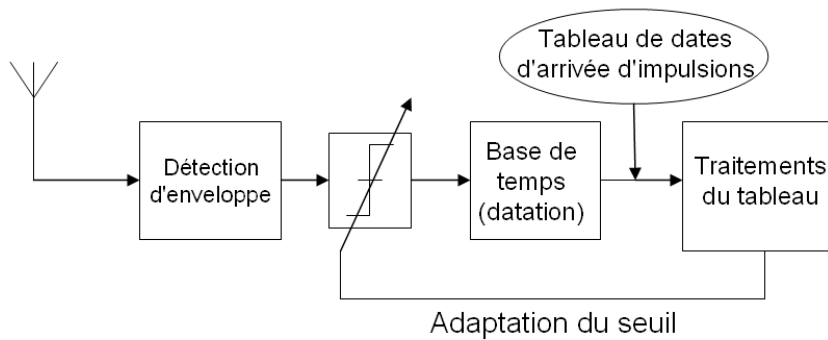 Tableau de dates
d'arrivée d'impulsions
Détection
d'enveloppe
Base de
temps
(datation)
Traitements
du tableau
Adaptation du seuil